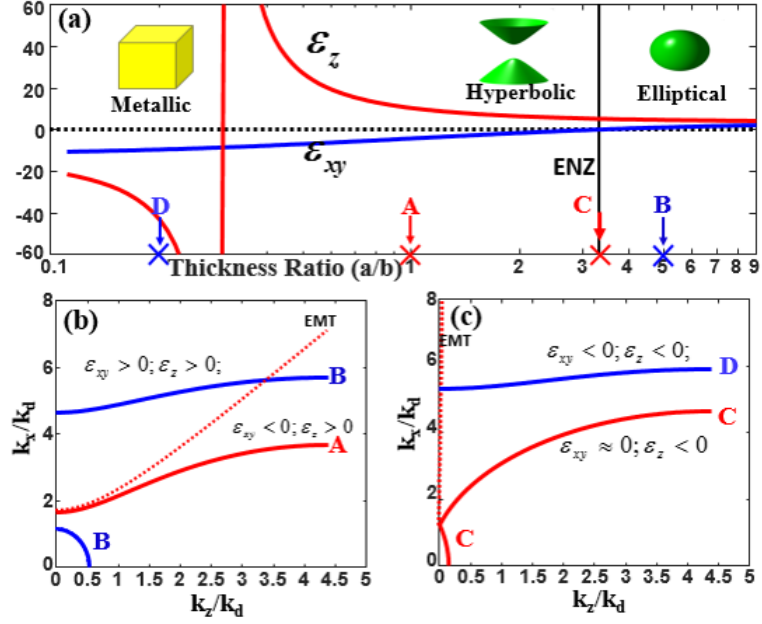 (a)
60
40
20
0
-20
-40
-60
ε_z
ε_xy
Metallic
Hyperbolic
Elliptical
ENZ
D
A
C
B
0.1
1
2
3
4
5
6
7
8
9
Thickness Ratio (a/b)
(b)
EMT
ε_xy > 0; ε_z > 0;
B
ε_xy < 0; ε_z > 0
A
B
8
6
4
2
0
k_x/k_d
0 0.5 1 1.5 2 2.5 3 3.5 4 4.5 5
k_z/k_d
(c)
EMT
ε_xy < 0; ε_z < 0;
D
C
ε_xy ≈ 0; ε_z < 0
C
8
6
4
2
0
k_x/k_d
0 0.5 1 1.5 2 2.5 3 3.5 4 4.5 5
k_z/k_d